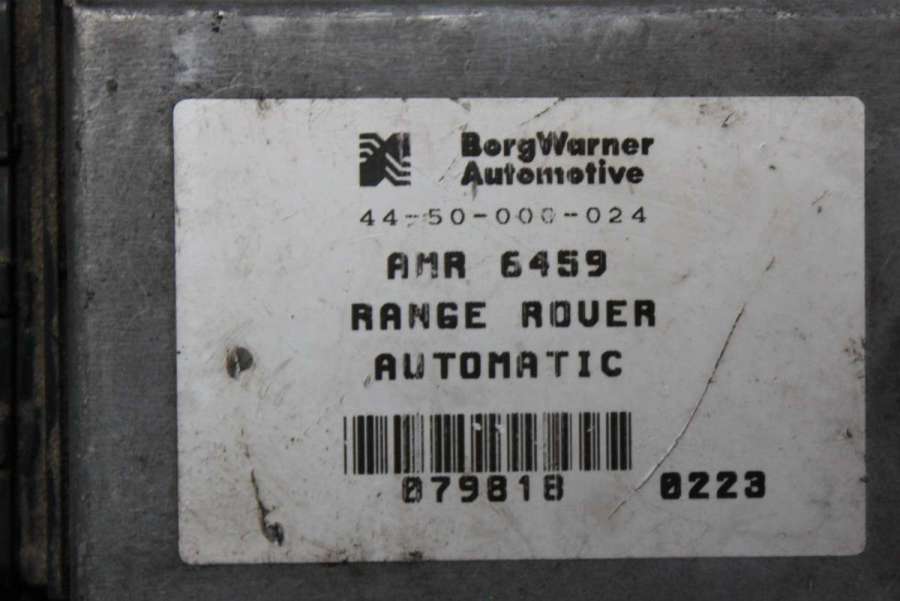 BorgWarner
Automotive
44-50-000-024
AMR 6459
RANGE ROVER
AUTOMATIC
079818 0223